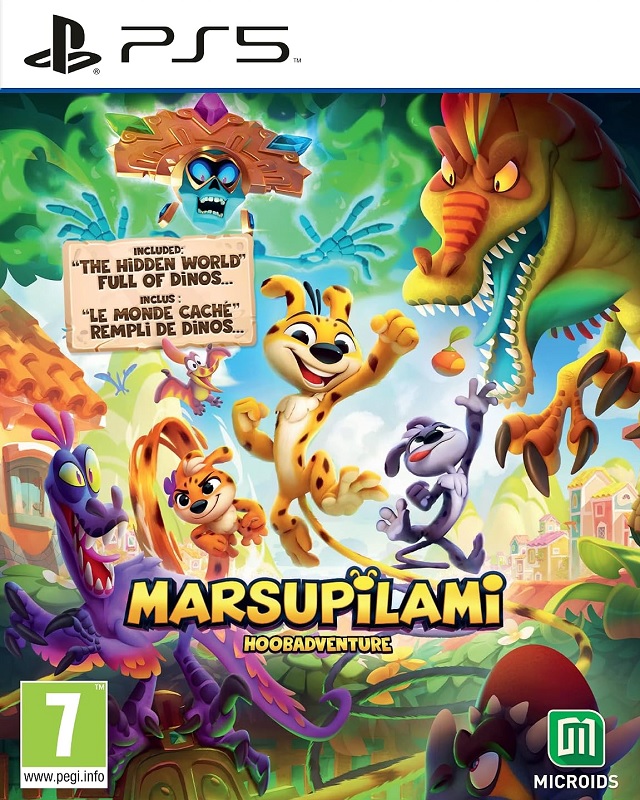 PS5
INCLUDED:
"THE HIDDEN WORLD"
FULL OF DINOS...
INCLUS :
"LE MONDE CACHÉ"
REMPLI DE DINOS...
MARSUPILAMI
HOOBADVENTURE
7
www.pegi.info
MICROIDS